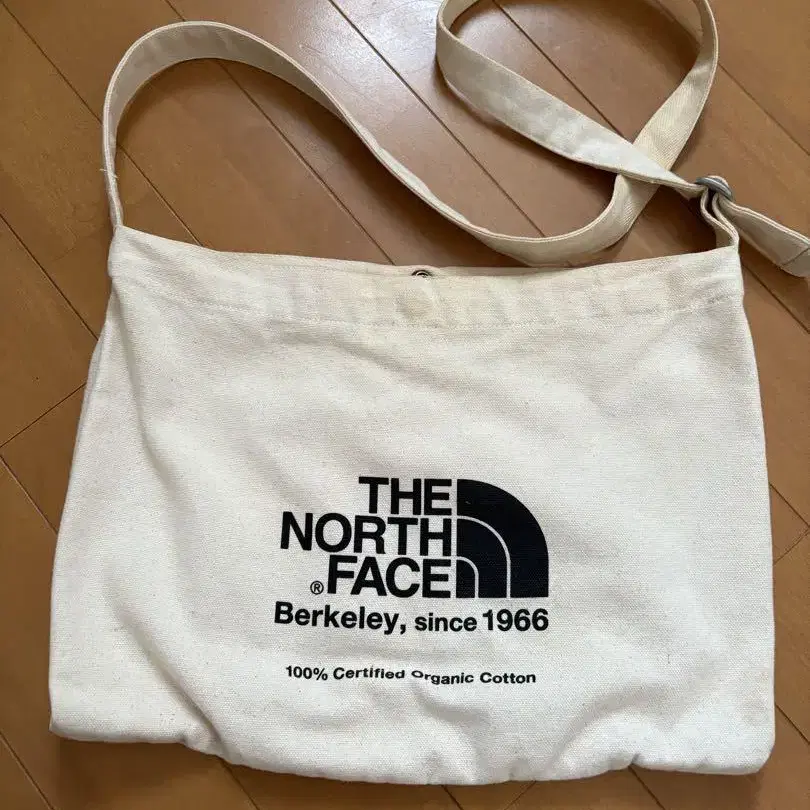 THE
NORTH
® FACE
Berkeley, since 1966
100% Certified Organic Cotton